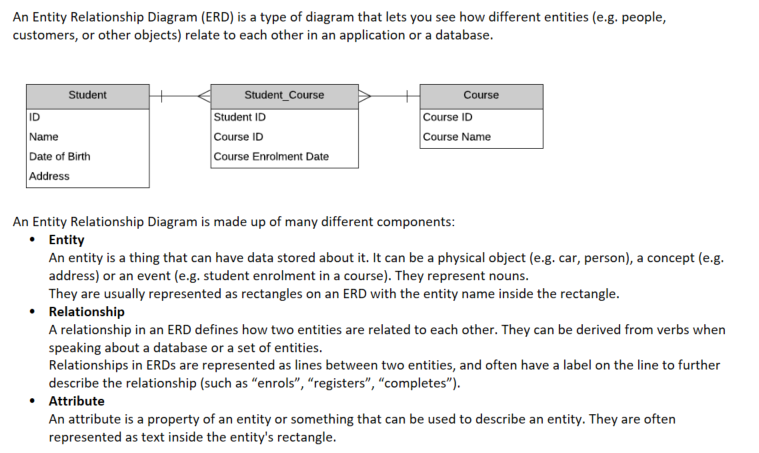 An Entity Relationship Diagram (ERD) is a type of diagram that lets you see how different entities (e.g. people,
customers, or other objects) relate to each other in an application or a database.
Student
ID
Name
Date of Birth
Address
Student_Course
Student ID
Course ID
Course Enrolment Date
Course
Course ID
Course Name
An Entity Relationship Diagram is made up of many different components:
• Entity
An entity is a thing that can have data stored about it. It can be a physical object (e.g. car, person), a concept (e.g.
address) or an event (e.g. student enrolment in a course). They represent nouns.
They are usually represented as rectangles on an ERD with the entity name inside the rectangle.
• Relationship
A relationship in an ERD defines how two entities are related to each other. They can be derived from verbs when
speaking about a database or a set of entities.
Relationships in ERDs are represented as lines between two entities, and often have a label on the line to further
describe the relationship (such as “enrols”, “registers”, “completes”).
• Attribute
An attribute is a property of an entity or something that can be used to describe an entity. They are often
represented as text inside the entity's rectangle.